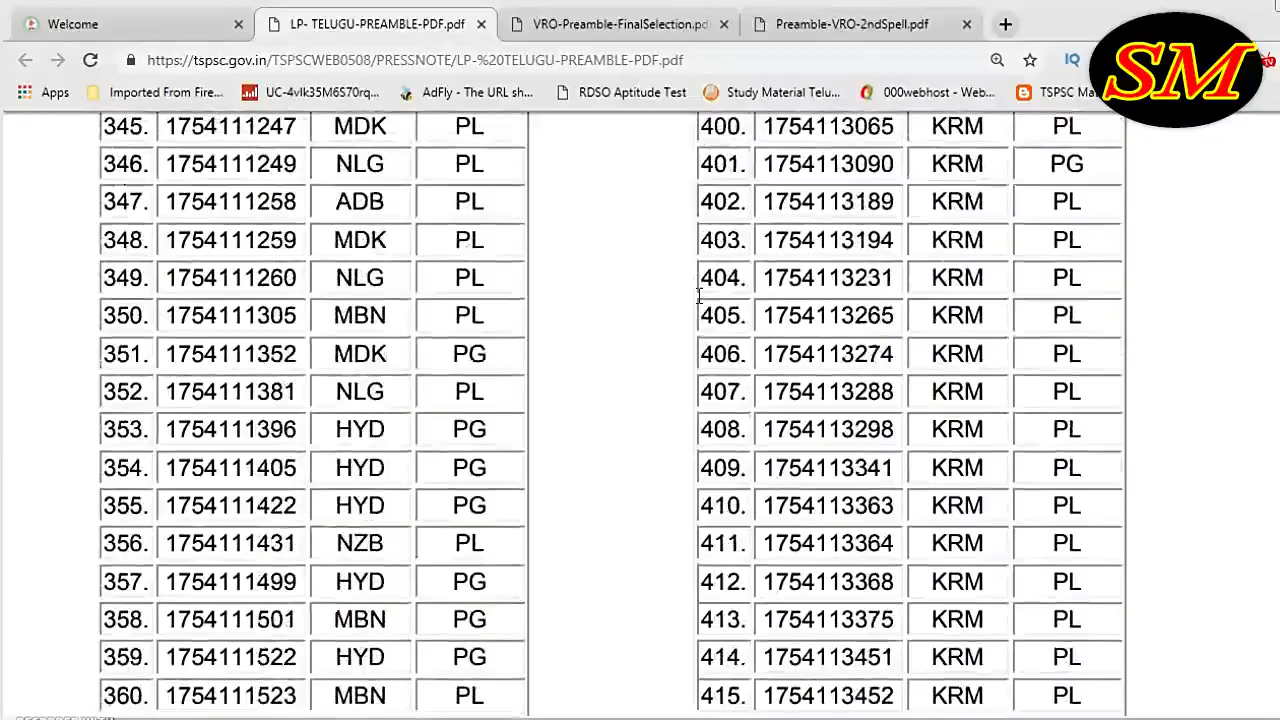 Welcome
LP- TELUGU-PREAMBLE-PDF.pdf
VRO-Preamble-FinalSelection.pd
Preamble-VRO-2ndSpell.pdf
https://tspsc.gov.in/TSPSCWEB0508/PRESSNOTE/LP-%20TELUGU-PREAMBLE-PDF.pdf
IQ
SM
Apps
Imported From Fire...
UC-4vlk35M6S70rq...
AdFly - The URL sh...
RDSO Aptitude Test
Study Material Telu...
000webhost - Web...
TSPSC Ma
345. 1754111247 MDK PL
346. 1754111249 NLG PL
347. 1754111258 ADB PL
348. 1754111259 MDK PL
349. 1754111260 NLG PL
350. 1754111305 MBN PL
351. 1754111352 MDK PG
352. 1754111381 NLG PL
353. 1754111396 HYD PG
354. 1754111405 HYD PG
355. 1754111422 HYD PG
356. 1754111431 NZB PL
357. 1754111499 HYD PG
358. 1754111501 MBN PG
359. 1754111522 HYD PG
360. 1754111523 MBN PL
400. 1754113065 KRM PL
401. 1754113090 KRM PG
402. 1754113189 KRM PL
403. 1754113194 KRM PL
404. 1754113231 KRM PL
405. 1754113265 KRM PL
406. 1754113274 KRM PL
407. 1754113288 KRM PL
408. 1754113298 KRM PL
409. 1754113341 KRM PL
410. 1754113363 KRM PL
411. 1754113364 KRM PL
412. 1754113368 KRM PL
413. 1754113375 KRM PL
414. 1754113451 KRM PL
415. 1754113452 KRM PL